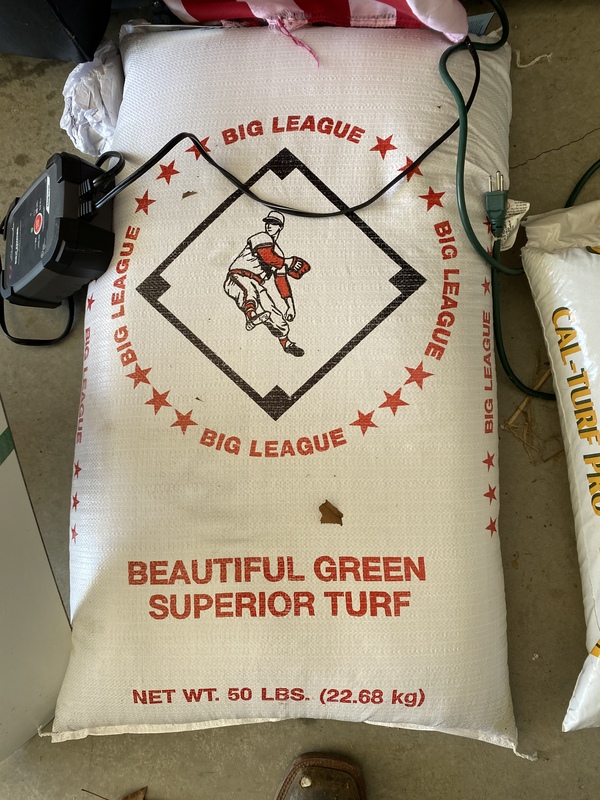 BIG LEAGUE
BIG LEAGUE
BIG LEAGUE
BIG LEAGUE
BIG LEAGUE
BIG LEAGUE
BEAUTIFUL GREEN
SUPERIOR TURF
NET WT. 50 LBS. (22.68 kg)
CAL-TURF PRO